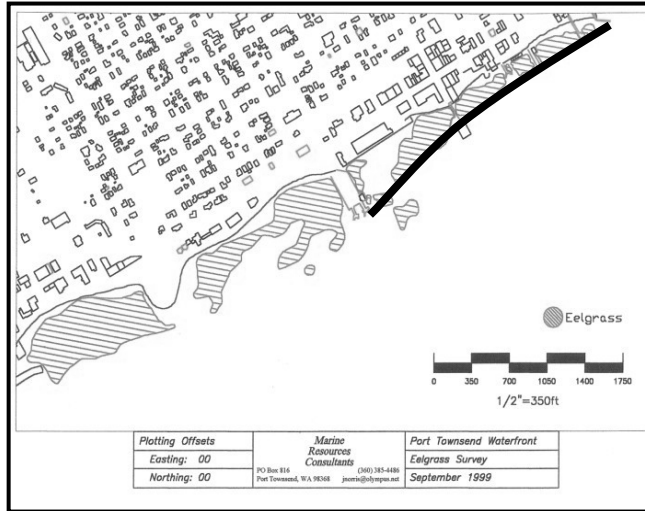 Eelgrass
0 350 700 1050 1400 1750
1/2"=350ft
Plotting Offsets
Easting: 00
Northing: 00
Marine
Resources
Consultants
PO Box 816 (360) 385-4486
Port Townsend, WA 98368 jnorris@olympus.net
Port Townsend Waterfront
Eelgrass Survey
September 1999